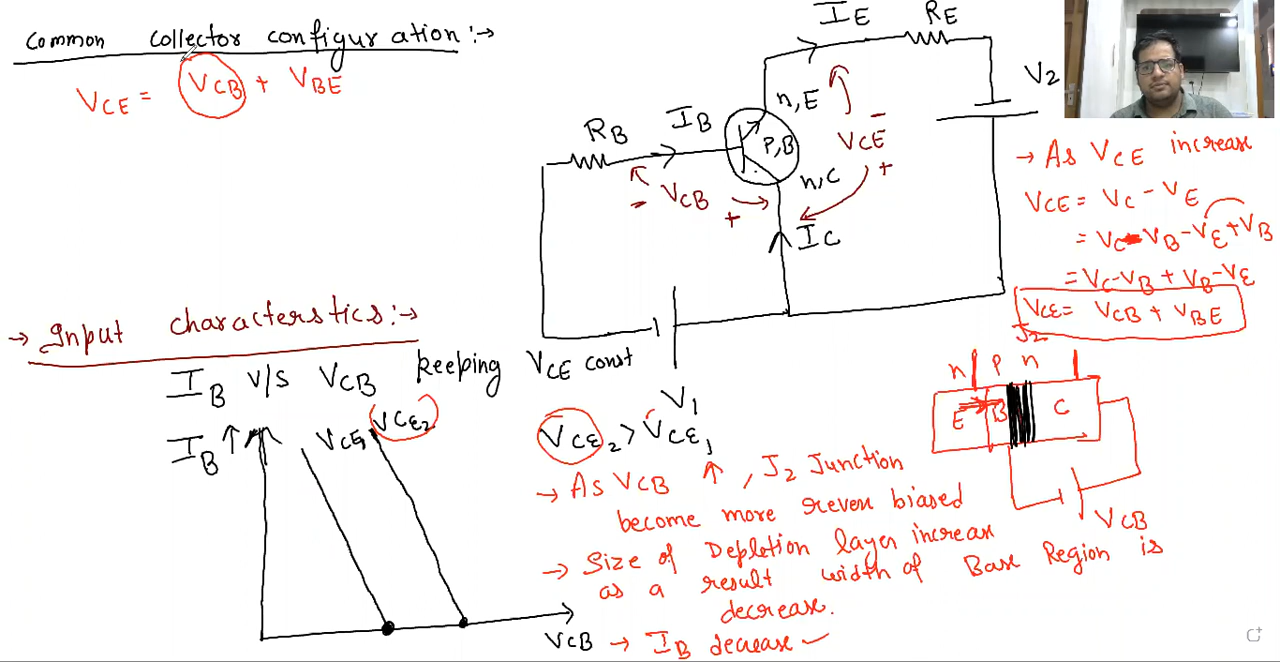 Common collector configuration :→
VCE = VCB + VBE
IE
RE
V2
n,E
IB
RB
P,B
VCE
-
+
n,C
VCB
-
+
IC
V1
→ As VCE increase
VCE = VC - VE
= VC - VB - VE + VB
= VC - VB + VB - VE
VCE = VCB + VBE
J2
n P n
E B C
VCB
→ Input characterstics :→
IB V/S VCB keeping VCE const
IB ↑
VCE1
VCE2
VCB
VCE2 > VCE1
→ As VCB ↑, J2 Junction
become more reven biased
→ Size of Depletion layer increase
as a result width of Base Region is
decrease.
→ IB decrease